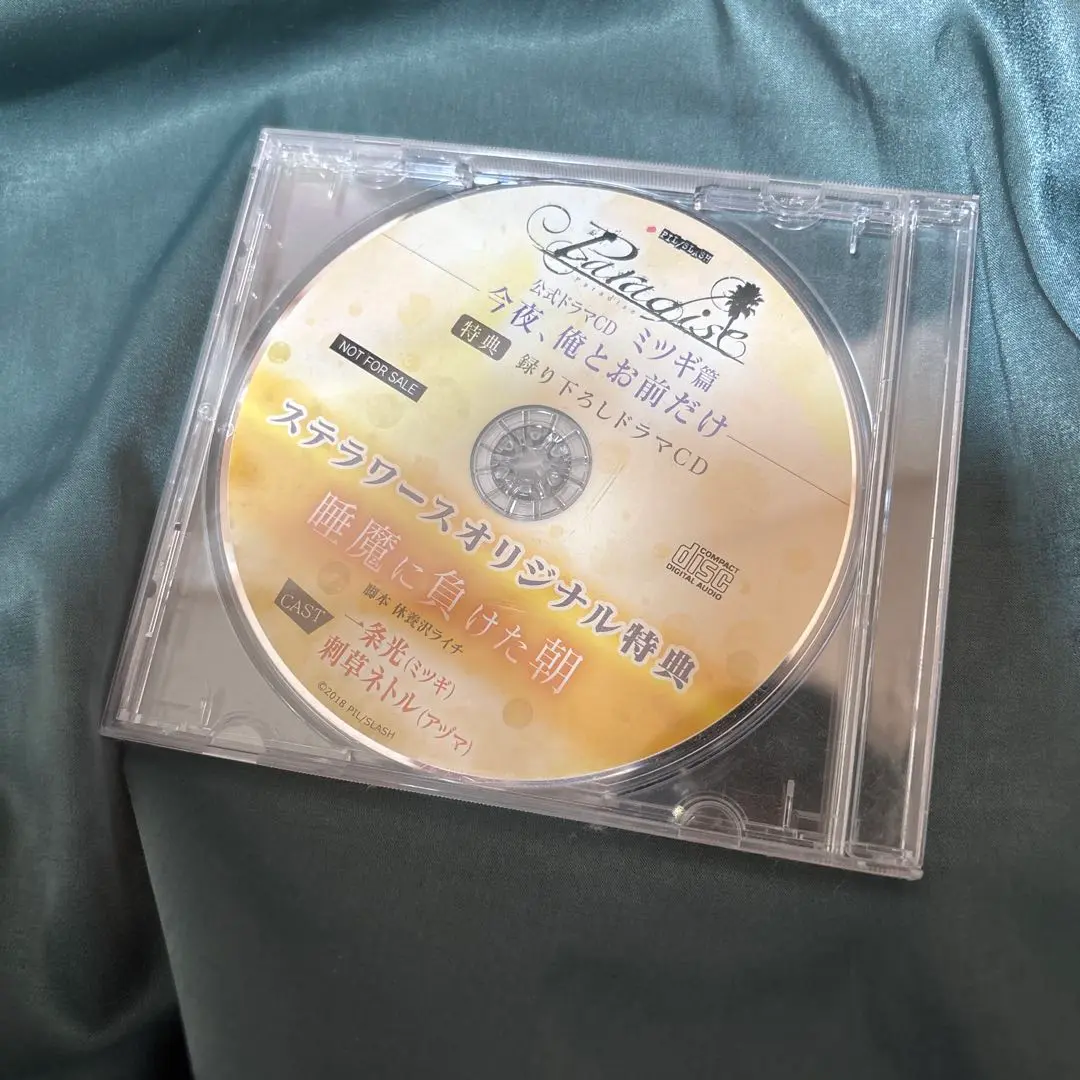 PIL/SLASH
Paradise
Paradise
公式ドラマCD ミツギ篇
今夜、俺とお前だけ
特典 録り下ろしドラマCD
NOT FOR SALE
ステラワースオリジナル特典
睡魔に負けた朝
COMPACT
disc
DIGITAL AUDIO
脚本 体養沢ライチ
CAST
一条光(ミツギ)
刺草ネトル(アヅマ)
©2018 PIL/SLASH